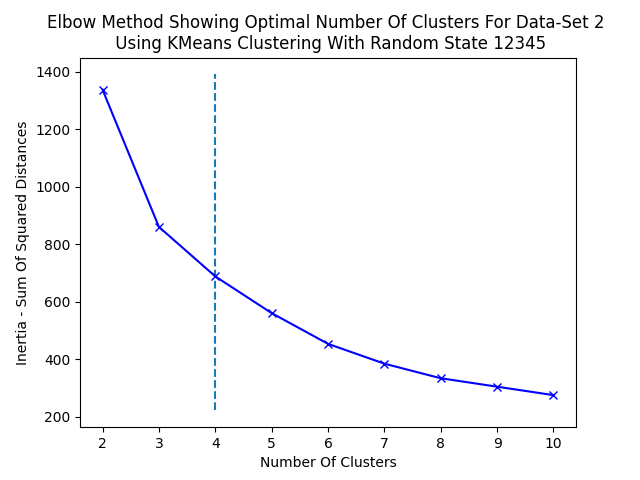 Elbow Method Showing Optimal Number Of Clusters For Data-Set 2
Using KMeans Clustering With Random State 12345
1400
1200
1000
800
600
400
200
Inertia - Sum Of Squared Distances
2 3 4 5 6 7 8 9 10
Number Of Clusters